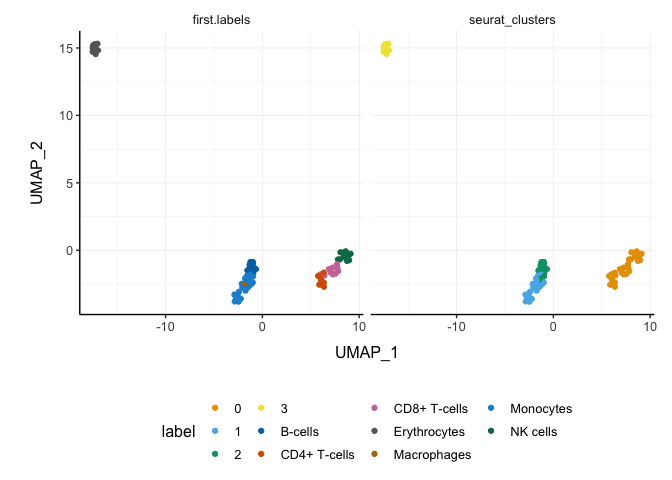 first.labels seurat_clusters
UMAP_2
15
10
5
0
-10 0 10 -10 0 10
UMAP_1
label
0 3 CD8+ T-cells Monocytes
1 B-cells Erythrocytes NK cells
2 CD4+ T-cells Macrophages